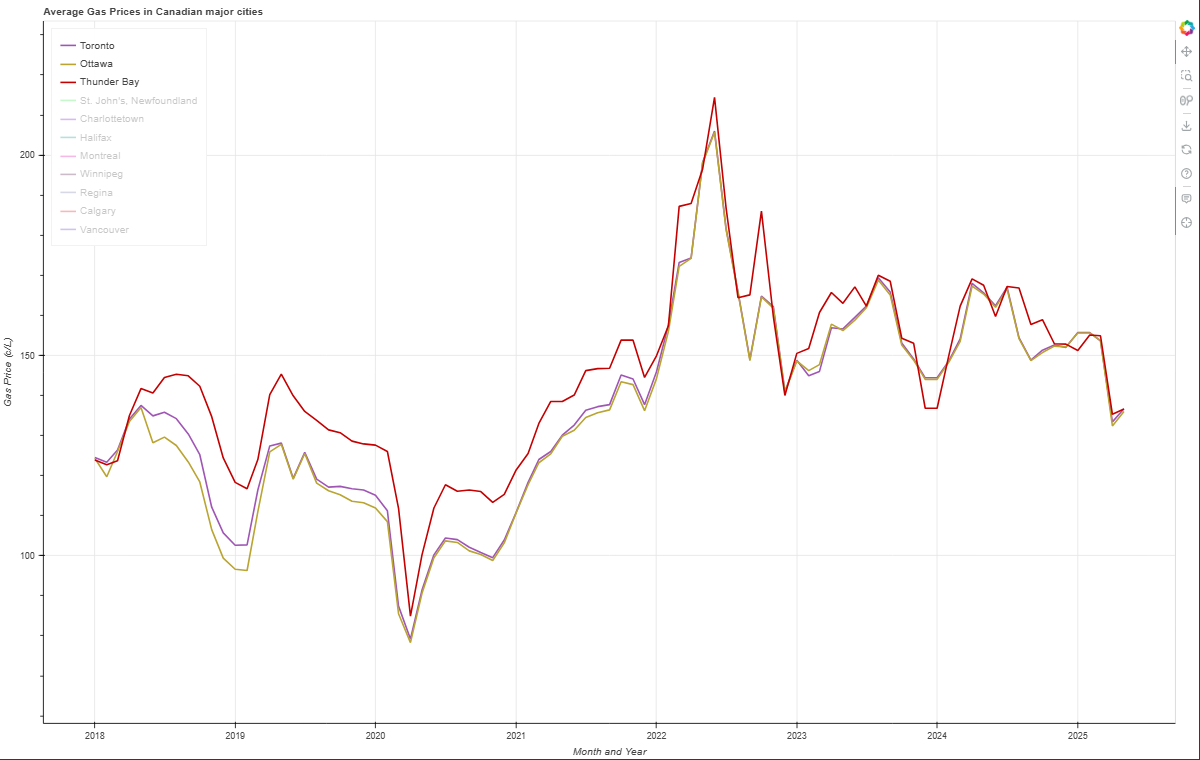 Average Gas Prices in Canadian major cities
Toronto
Ottawa
Thunder Bay
St. John's, Newfoundland
Charlottetown
Halifax
Montreal
Winnipeg
Regina
Calgary
Vancouver
200
150
100
Gas Price (c/L)
2018 2019 2020 2021 2022 2023 2024 2025
Month and Year